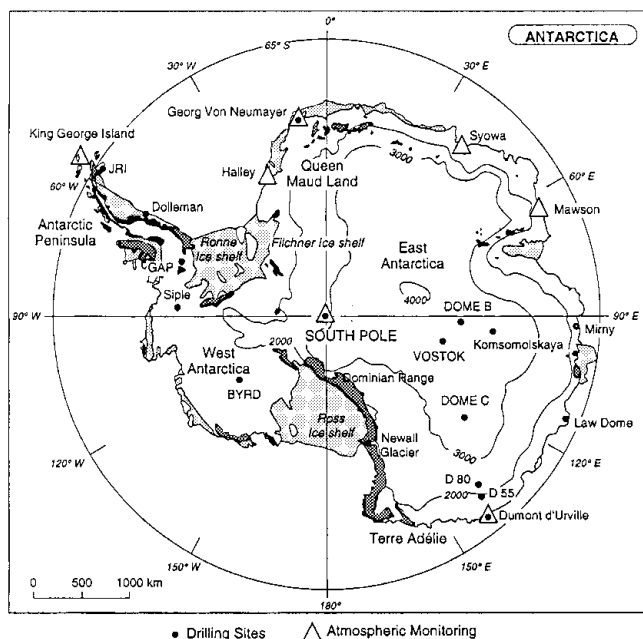 ANTARCTICA
0°
65° S
30° W
30° E
Georg Von Neumayer
King George Island
Syowa
JRI
60° W
Halley
Queen
Maud Land
3000
60° E
Mawson
Dolleman
Antarctic
Peninsula
Ronne
Ice shelf
Filchner Ice shelf
East
Antarctica
GAP
Siple
4000
DOME B
90° W
90° E
SOUTH POLE
Mirny
Komsomolskaya
2000
VOSTOK
West
Antarctica
Dominian Range
BYRD
DOME C
Ross
Ice shelf
Law Dome
Newall
Glacier
3000
120° W
120° E
D 80
2000
D 55
Dumont d'Urville
Terre Adélie
0 500 1000 km
150° W
150° E
180°
Drilling Sites
Atmospheric Monitoring